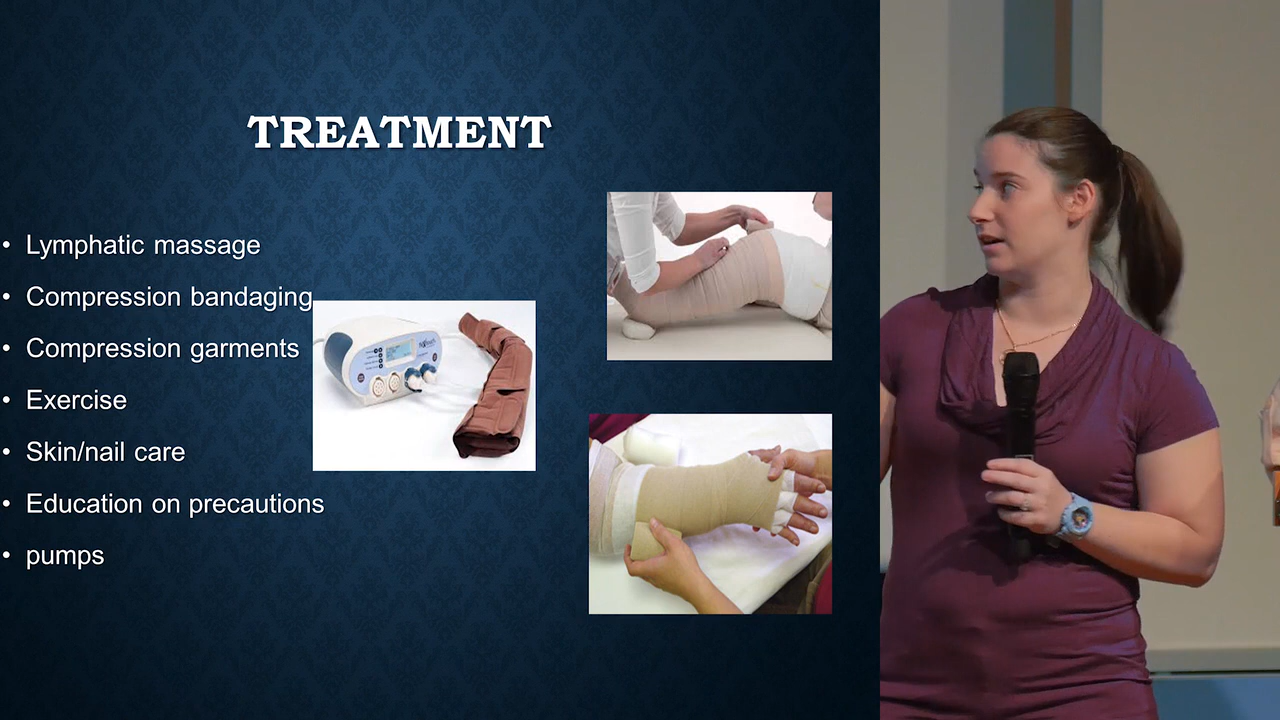 TREATMENT
• Lymphatic massage
• Compression bandaging
• Compression garments
• Exercise
• Skin/nail care
• Education on precautions
• pumps